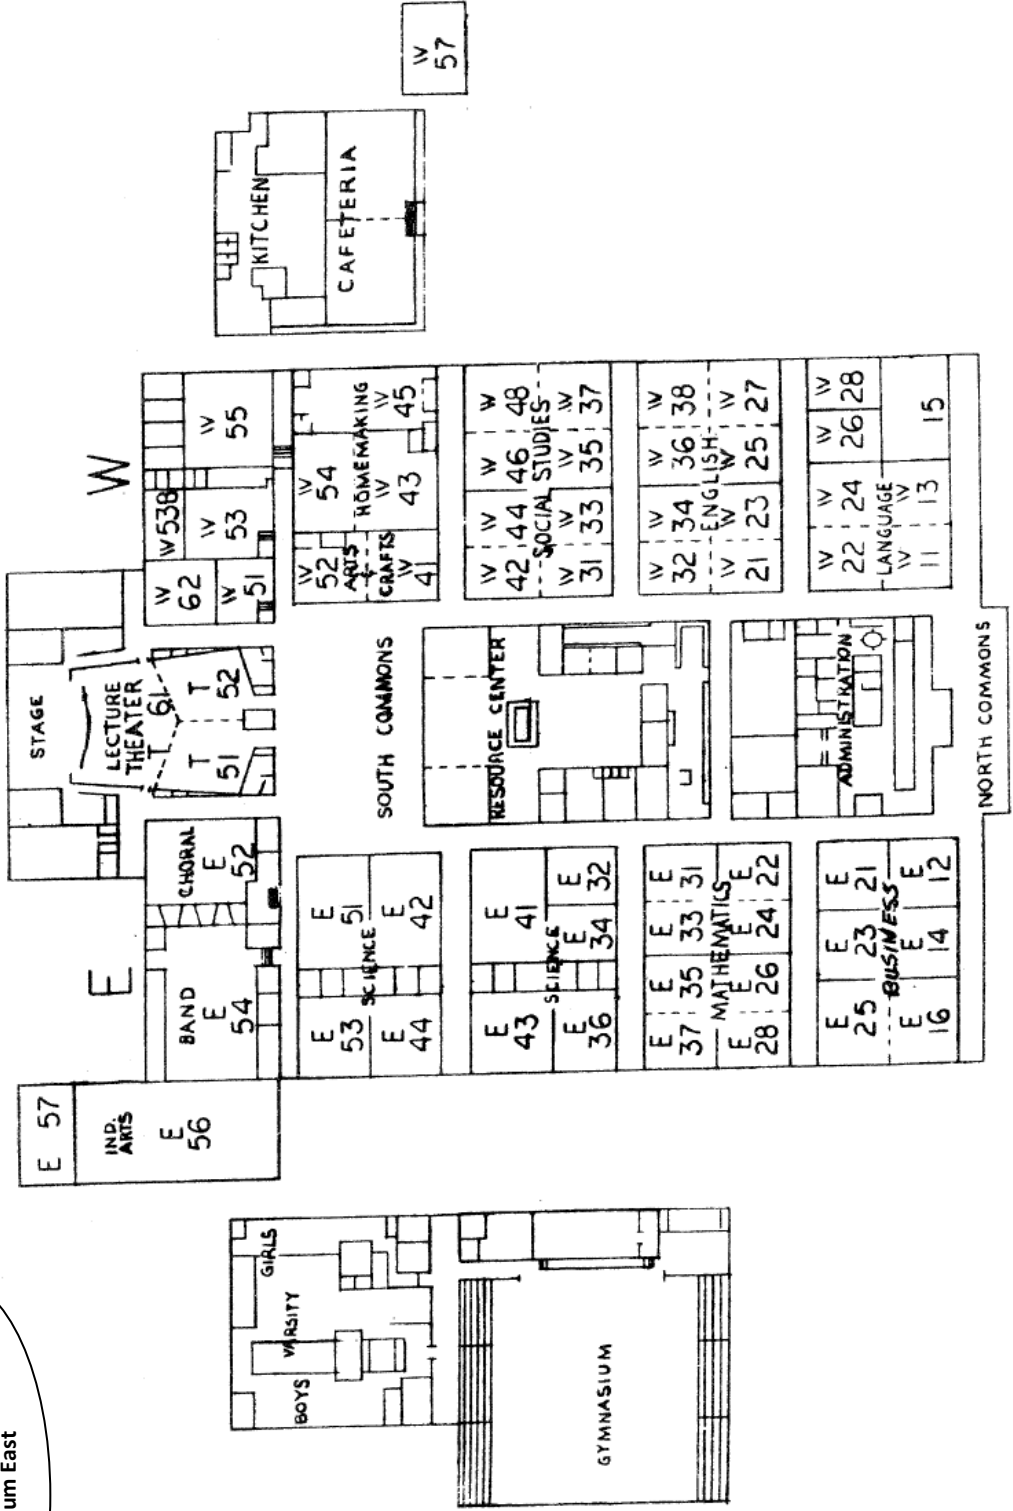 W
57
KITCHEN
CAFETERIA
W
E
W
55
W53B
W
53
W
62
W
51
W
54
HOMEMAKING
W
45
W
43
W
52
ARTS
+
CRAFTS
W
41
W
42
W
44
W
46
W
48
SOCIAL STUDIES
W
31
W
33
W
35
W
37
W
32
W
34
W
36
W
38
ENGLISH
W
21
W
23
W
25
W
27
W
22
W
24
W
26
W
28
LANGUAGE
W
11
W
13
15
STAGE
LECTURE
THEATER
T
61
T
51
T
52
SOUTH COMMONS
RESOURCE CENTER
ADMINISTRATION
NORTH COMMONS
CHORAL
E
52
BAND
E
54
E
53
E
51
SCIENCE
E
44
E
42
E
43
E
41
SCIENCE
E
36
E
34
E
32
E
37
E
35
E
33
E
31
MATHEMATICS
E
28
E
26
E
24
E
22
E
25
E
23
E
21
BUSINESS
E
16
E
14
E
12
E 57
IND.
ARTS
E
56
GIRLS
VARSITY
BOYS
GYMNASIUM
um East